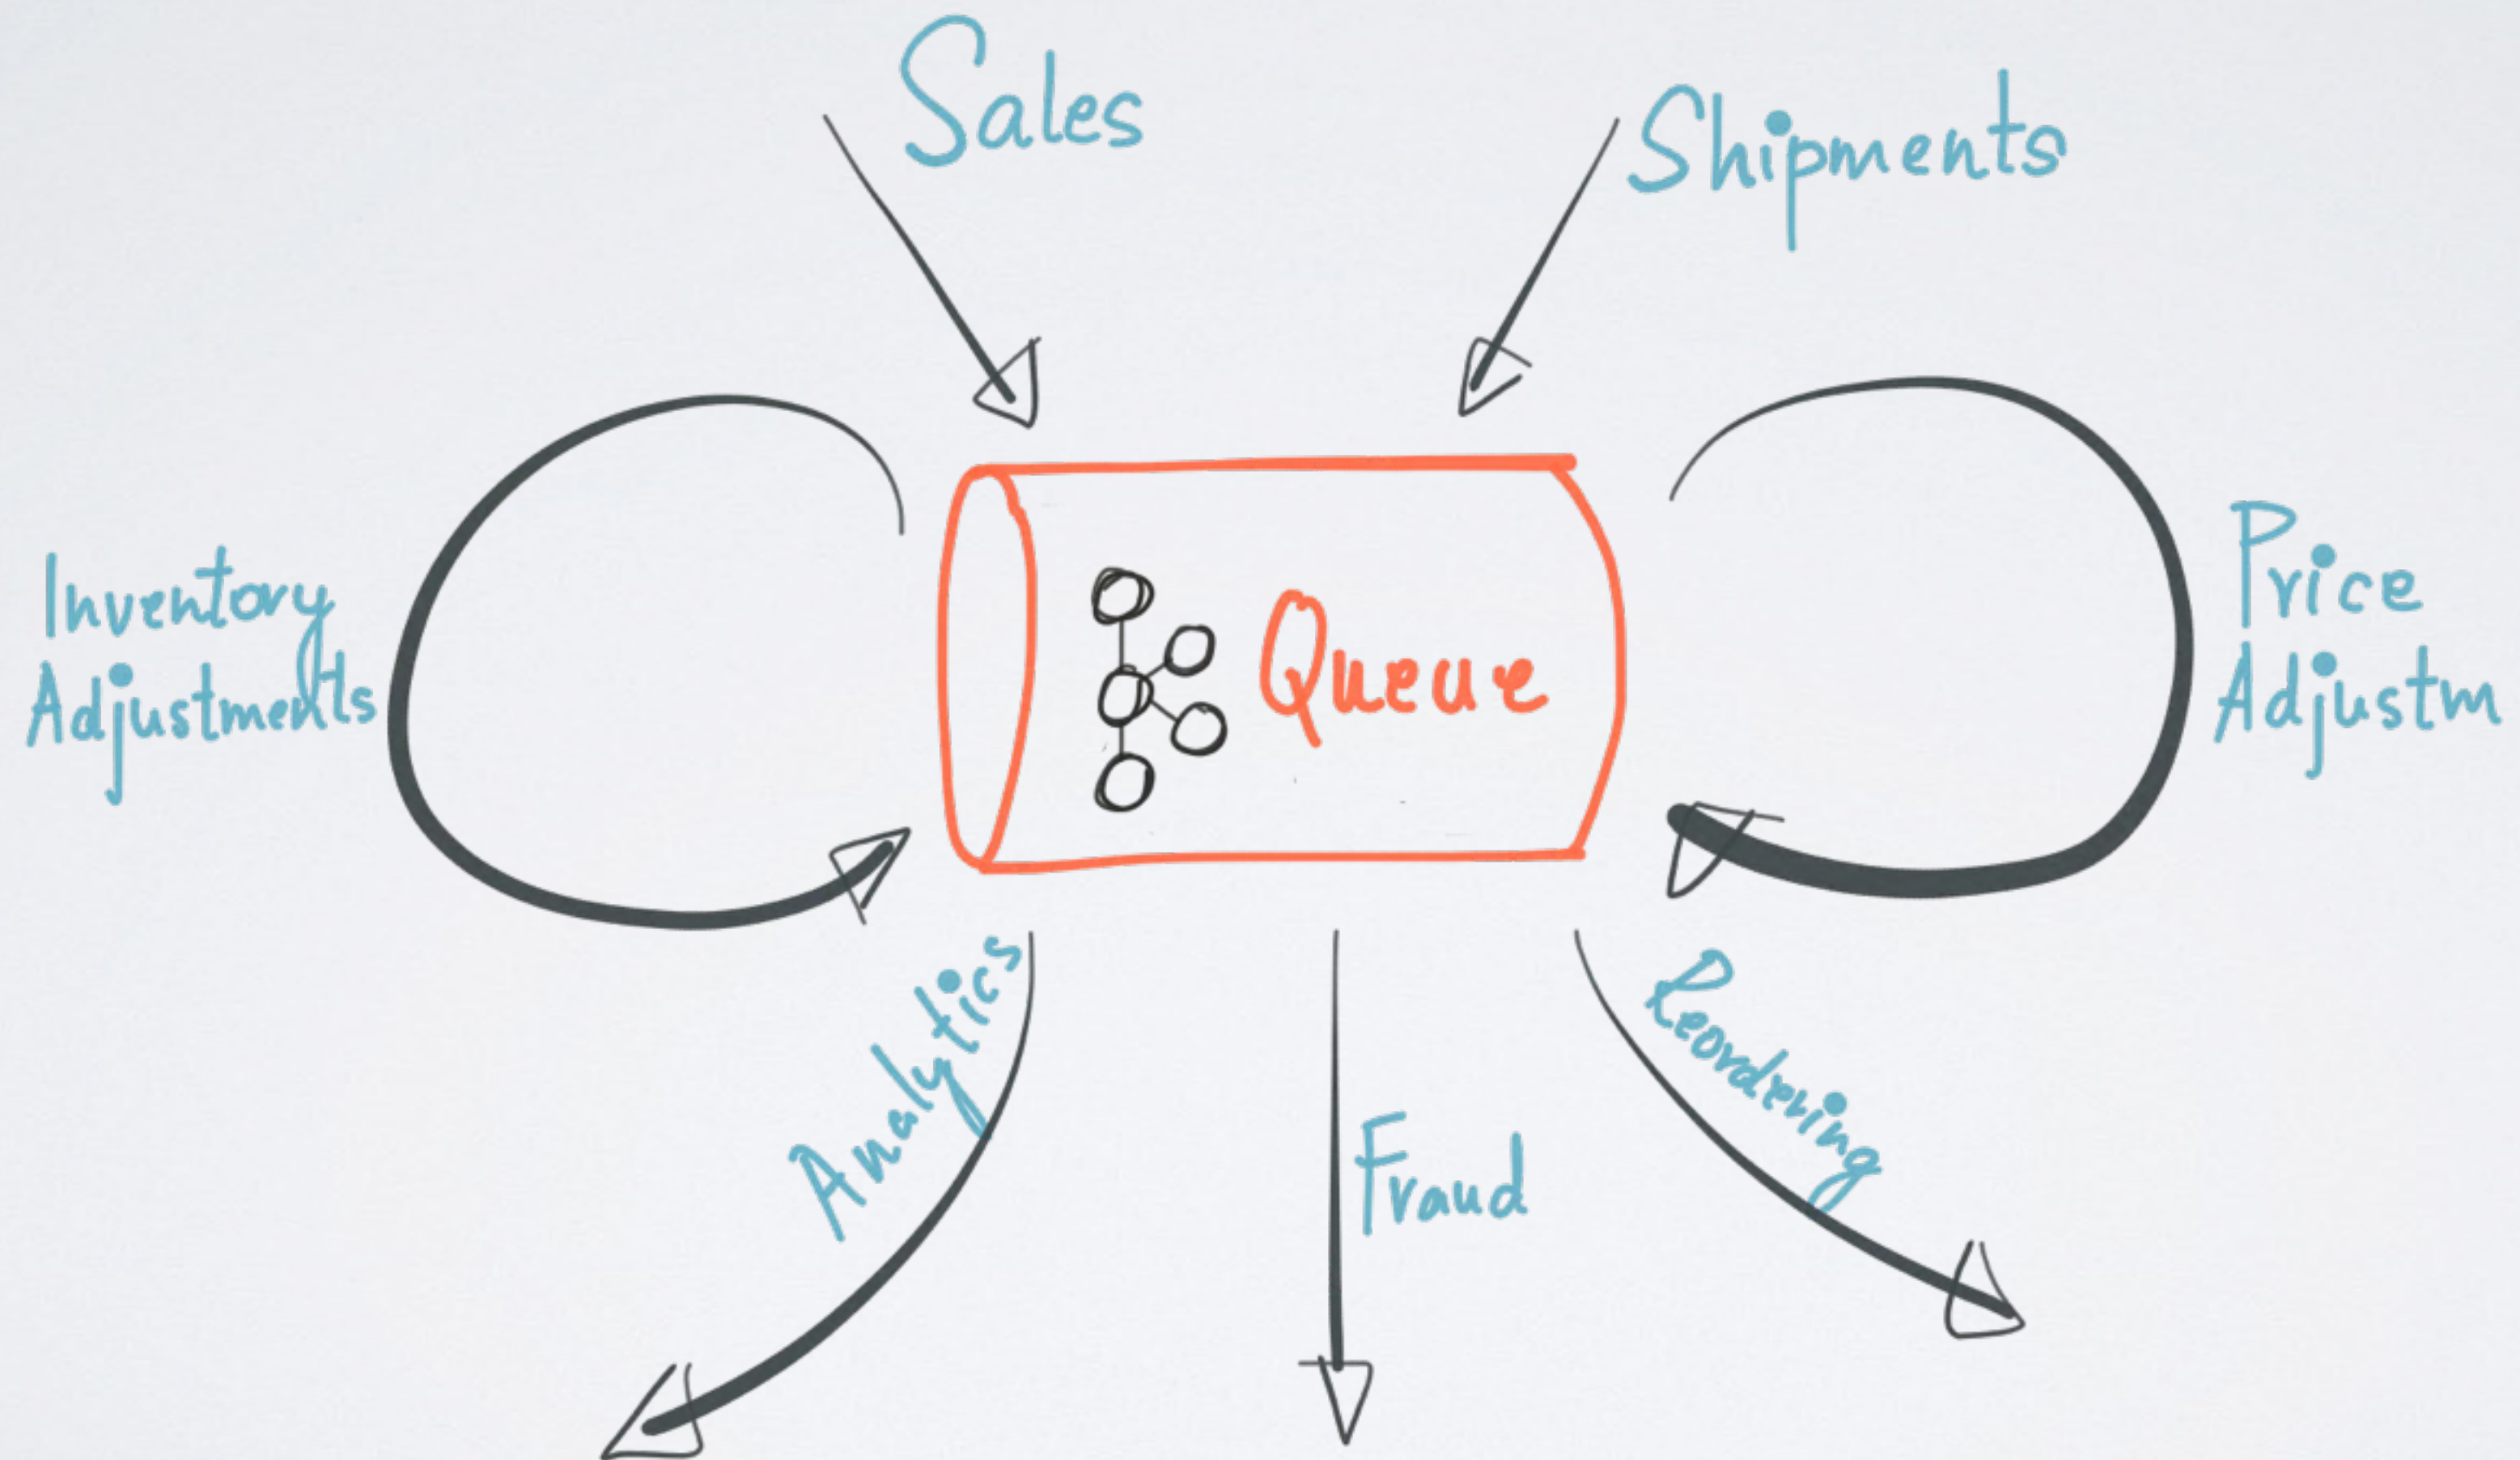 Sales
Shipments
Inventory
Adjustments
Queue
Price
Adjustm
Analytics
Fraud
Reordering